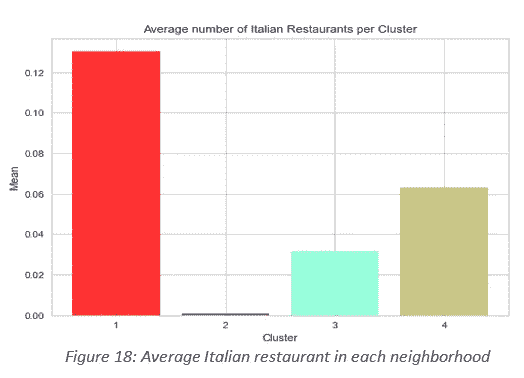 Average number of Italian Restaurants per Cluster
0.12
0.10
0.08
0.06
0.04
0.02
0.00
Mean
1 2 3 4
Cluster
Figure 18: Average Italian restaurant in each neighborhood